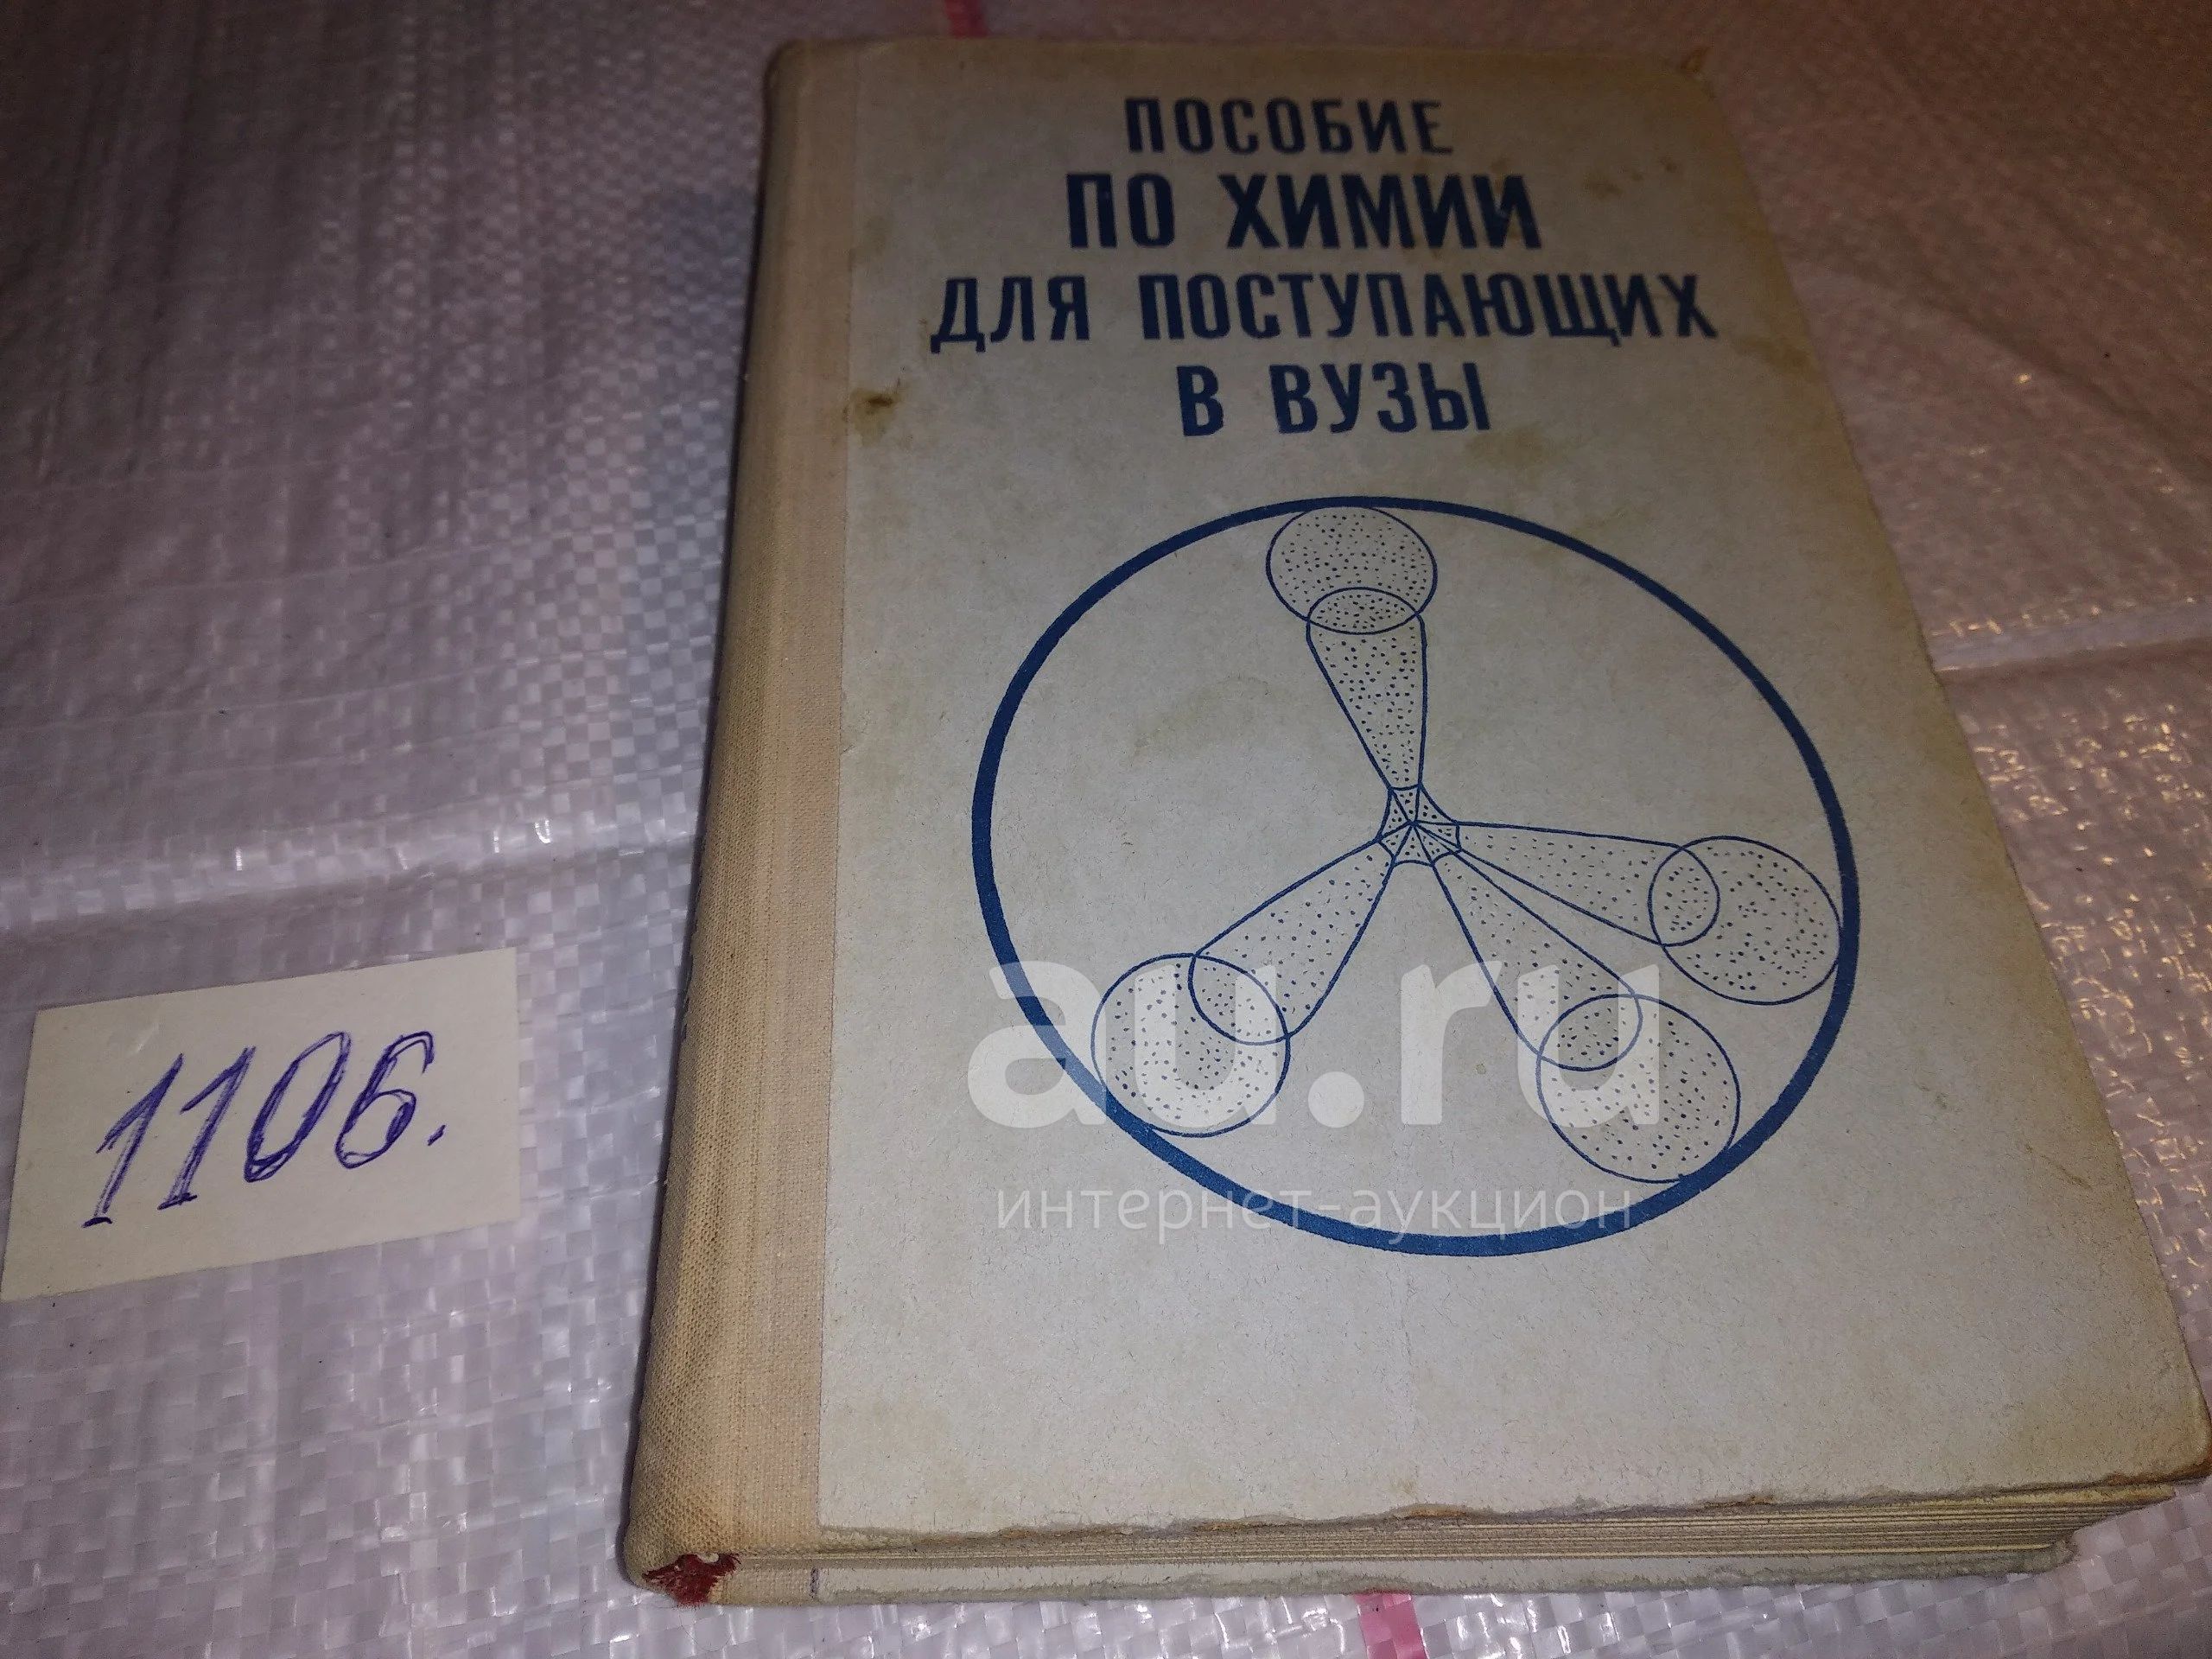 ПОСОБИЕ
ПО ХИМИИ
ДЛЯ ПОСТУПАЮЩИХ
В ВУЗЫ
au.ru
интернет-аукцион
1106.